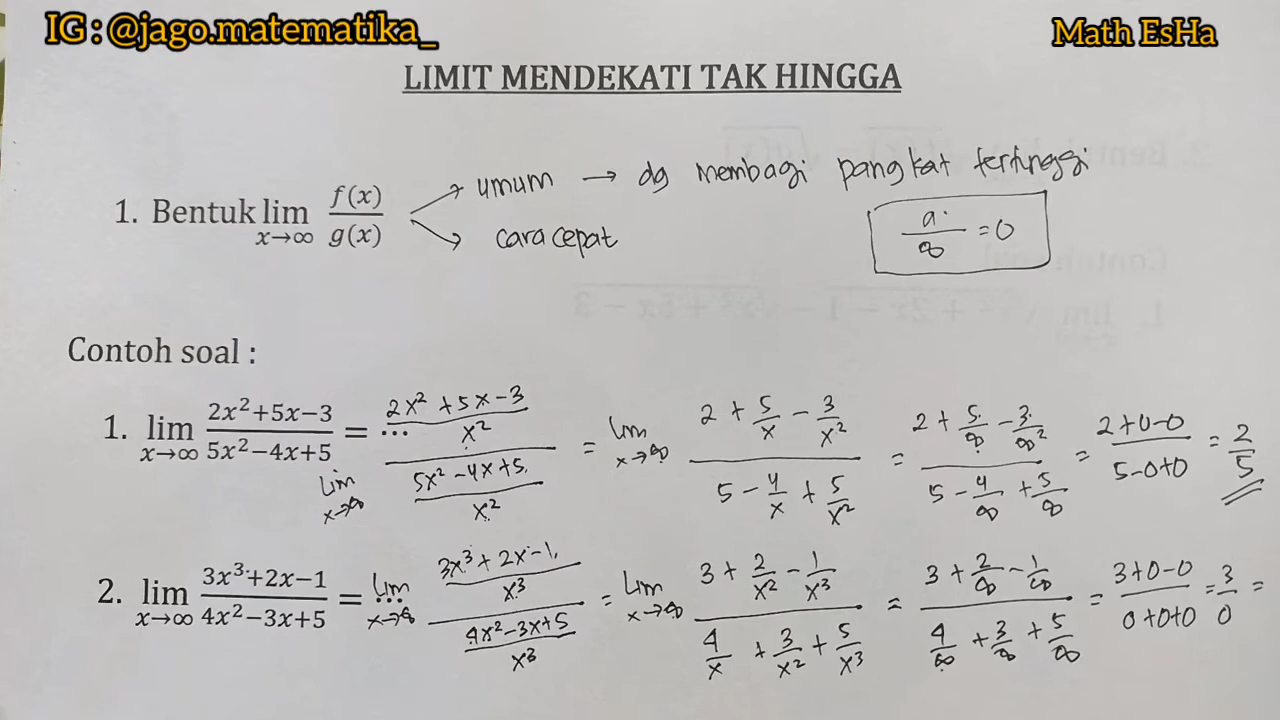 IG : @jago.matematika_
Math EsHa
LIMIT MENDEKATI TAK HINGGA
1. Bentuk lim x→∞ f(x)/g(x) → umum → dg membagi pangkat tertinggi
→ cara cepat
a/∞ = 0
Contoh soal :
1. lim x→∞ (2x²+5x−3)/(5x²−4x+5) = ... lim x→∞ ((2x²+5x−3)/x²)/((5x²−4x+5)/x²) = lim x→∞ (2 + 5/x − 3/x²)/(5 − 4/x + 5/x²) = (2 + 5/∞ − 3/∞²)/(5 − 4/∞ + 5/∞) = (2+0−0)/(5−0+0) = 2/5
2. lim x→∞ (3x³+2x−1)/(4x²−3x+5) = ... lim x→∞ ((3x³+2x−1)/x³)/((4x²−3x+5)/x³) = lim x→∞ (3 + 2/x² − 1/x³)/(4/x + 3/x² + 5/x³) = (3 + 2/∞ − 1/∞)/(4/∞ + 3/∞ + 5/∞) = (3+0−0)/(0+0+0) = 3/0 =